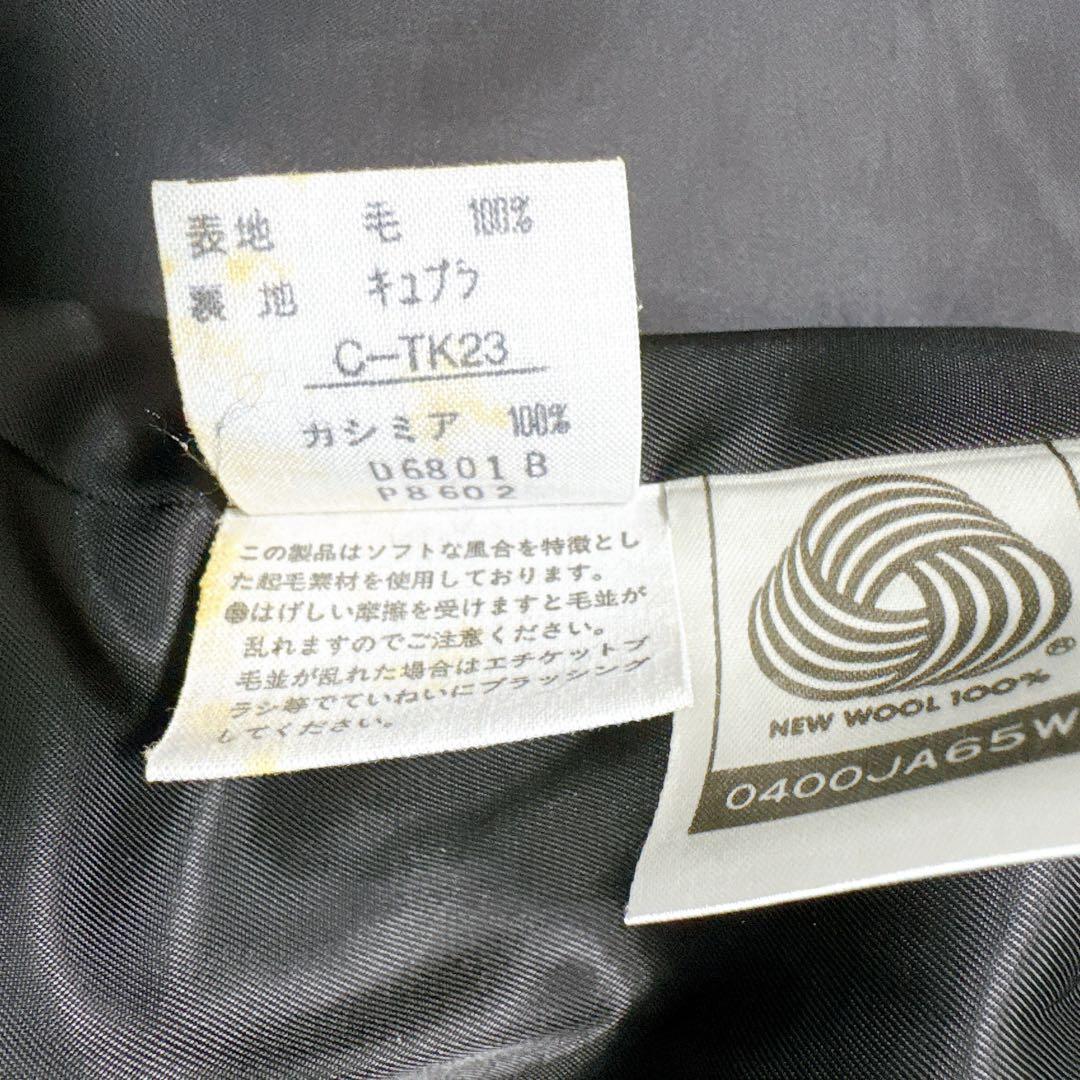 表地 毛 100%
裏地 キュプラ
C-TK23
カシミア 100%
D6801B
P8602
この製品はソフトな風合を特徴とし
た起毛素材を使用しております。
はげしい摩擦を受けますと毛並が
乱れますのでご注意ください。
毛並が乱れた場合はエチケットブ
ラシ等でていねいにブラッシング
してください。
NEW WOOL 100%
0400JA65W